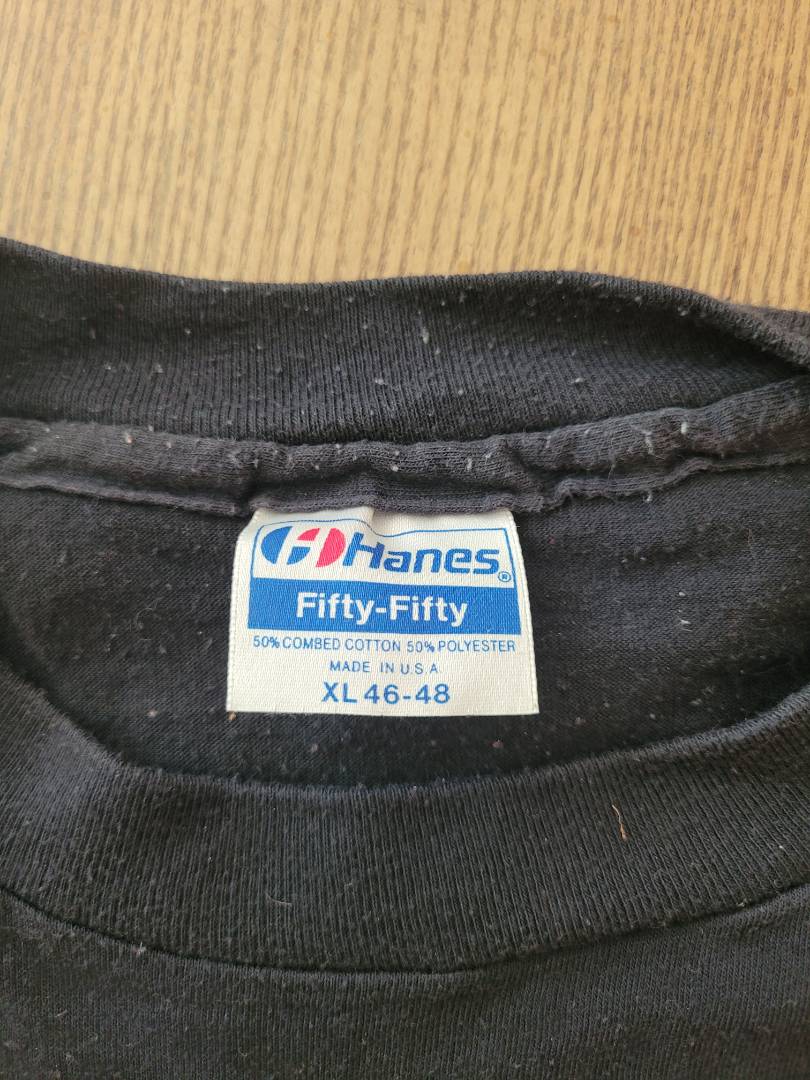 Hanes®
Fifty-Fifty
50% COMBED COTTON 50% POLYESTER
MADE IN U.S.A
XL 46-48